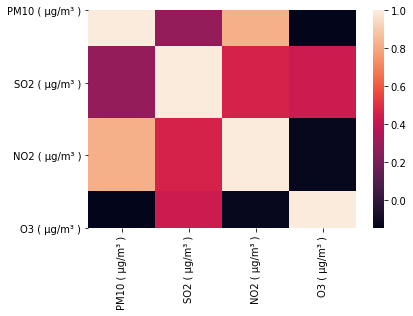 PM10 ( µg/m³ )
SO2 ( µg/m³ )
NO2 ( µg/m³ )
O3 ( µg/m³ )
PM10 ( µg/m³ )
SO2 ( µg/m³ )
NO2 ( µg/m³ )
O3 ( µg/m³ )
1.0
0.8
0.6
0.4
0.2
0.0